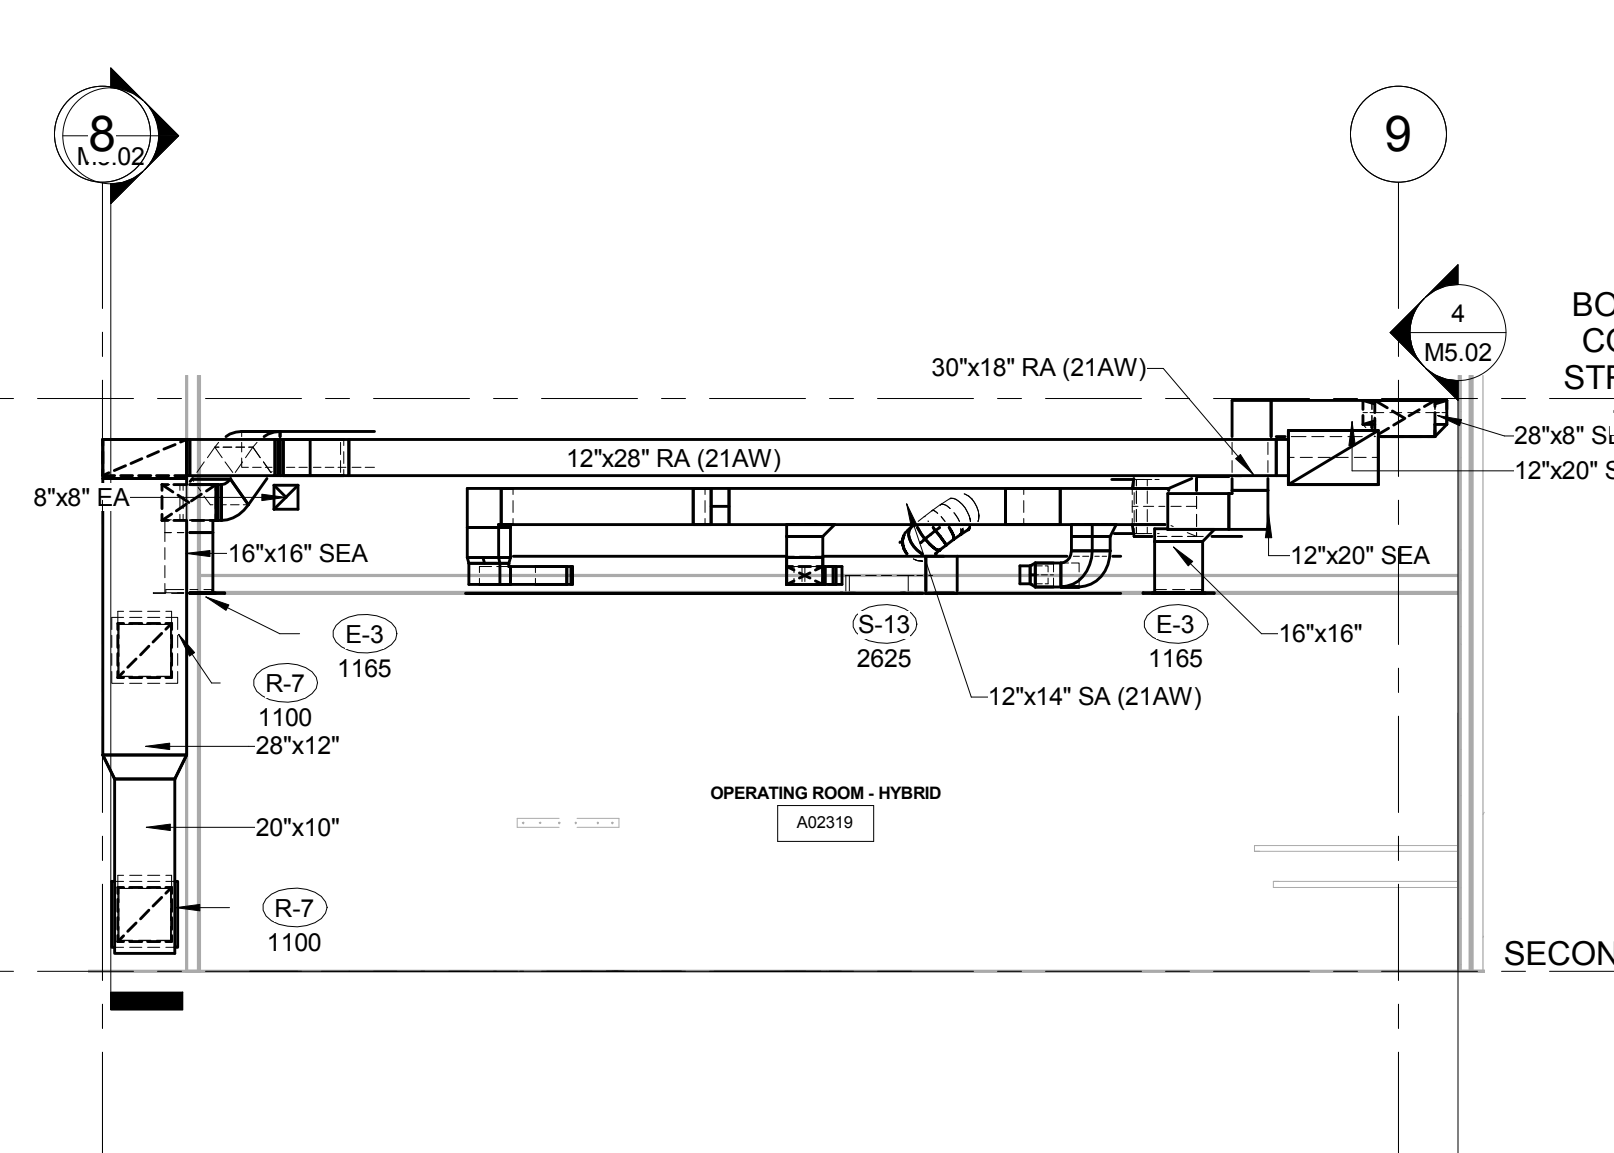 8
9
M5.02
4
M5.02
BO
CO
STR
30"x18" RA (21AW)
28"x8" SE
12"x28" RA (21AW)
12"x20" S
8"x8" EA
16"x16" SEA
12"x20" SEA
E-3
1165
S-13
2625
E-3
1165
16"x16"
R-7
1100
12"x14" SA (21AW)
28"x12"
OPERATING ROOM - HYBRID
A02319
20"x10"
R-7
1100
SECON